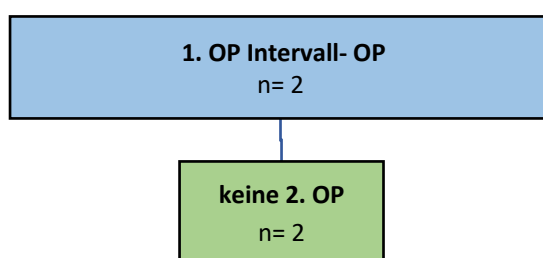 1. OP Intervall- OP
n= 2
keine 2. OP
n= 2